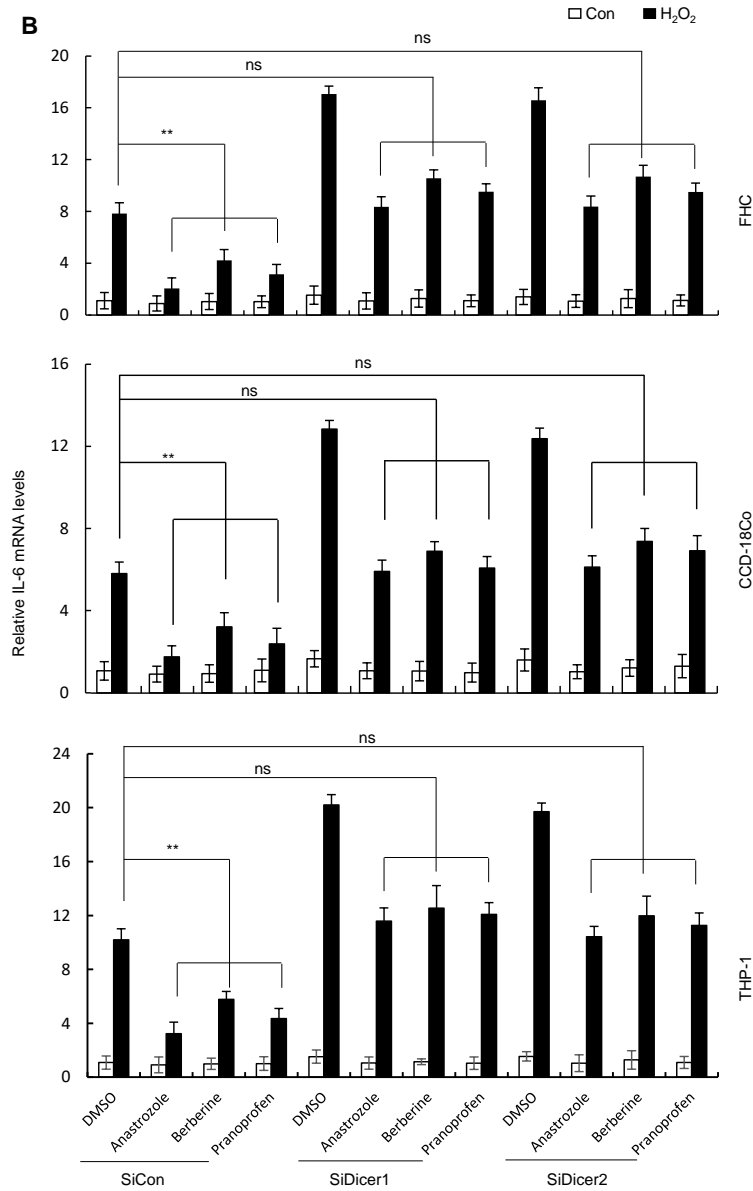 B
Con H₂O₂
ns
ns
**
20
16
12
8
4
0
FHC
ns
ns
**
16
12
8
4
0
CCD-18Co
Relative IL-6 mRNA levels
ns
ns
**
24
20
16
12
8
4
0
THP-1
DMSO Anastrozole Berberine Pranoprofen DMSO Anastrozole Berberine Pranoprofen DMSO Anastrozole Berberine Pranoprofen
SiCon SiDicer1 SiDicer2